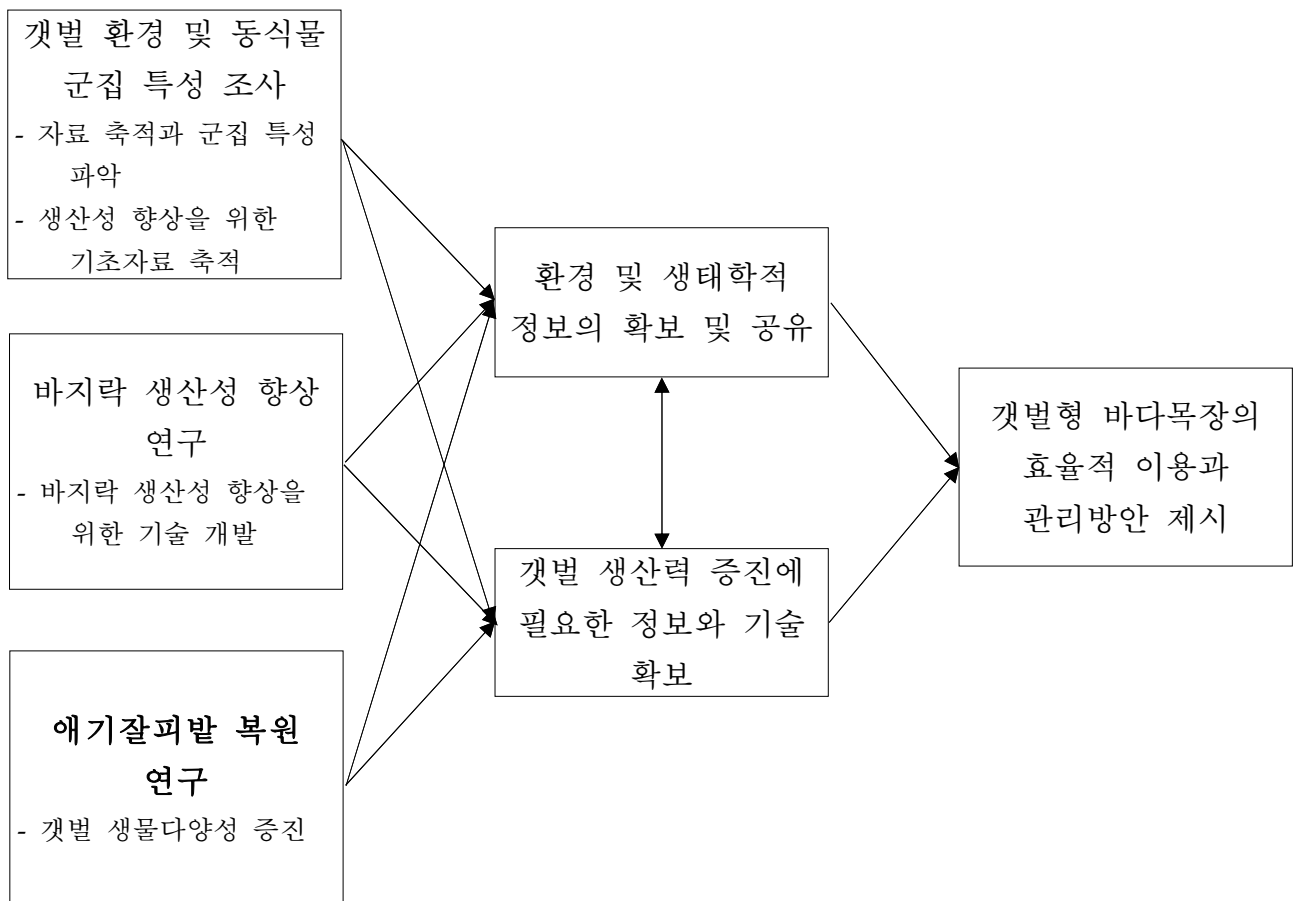 갯벌 환경 및 동식물
군집 특성 조사
- 자료 축적과 군집 특성
파악
- 생산성 향상을 위한
기초자료 축적
바지락 생산성 향상
연구
- 바지락 생산성 향상을
위한 기술 개발
애기잘피밭 복원
연구
- 갯벌 생물다양성 증진
환경 및 생태학적
정보의 확보 및 공유
갯벌 생산력 증진에
필요한 정보와 기술
확보
갯벌형 바다목장의
효율적 이용과
관리방안 제시